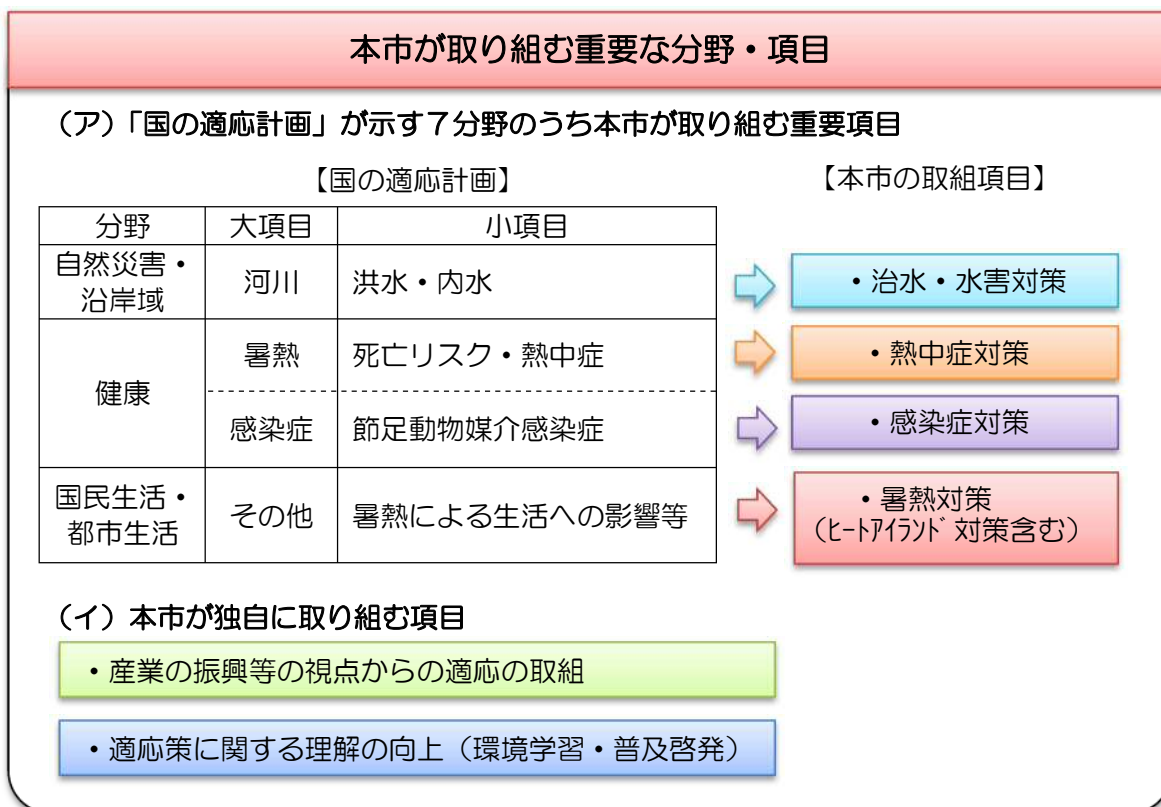 本市が取り組む重要な分野・項目
（ア）「国の適応計画」が示す７分野のうち本市が取り組む重要項目
【国の適応計画】
【本市の取組項目】
分野 大項目 小項目
自然災害・
沿岸域
河川 洪水・内水
・治水・水害対策
健康
暑熱 死亡リスク・熱中症
・熱中症対策
感染症 節足動物媒介感染症
・感染症対策
国民生活・
都市生活
その他 暑熱による生活への影響等
・暑熱対策
（ﾋｰﾄｱｲﾗﾝﾄﾞ対策含む）
（イ）本市が独自に取り組む項目
・産業の振興等の視点からの適応の取組
・適応策に関する理解の向上（環境学習・普及啓発）